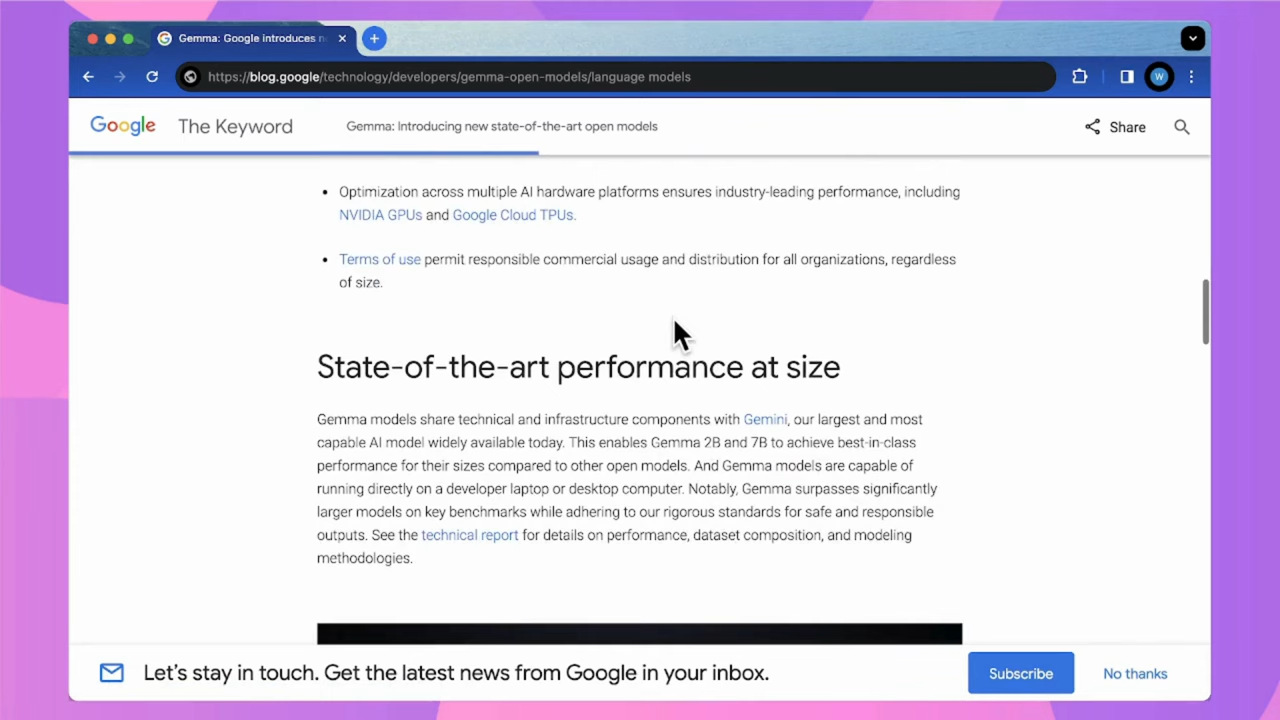 Gemma: Google introduces n
https://blog.google/technology/developers/gemma-open-models/language models
W
Google The Keyword
Gemma: Introducing new state-of-the-art open models
Share
• Optimization across multiple AI hardware platforms ensures industry-leading performance, including
NVIDIA GPUs and Google Cloud TPUs.
• Terms of use permit responsible commercial usage and distribution for all organizations, regardless
of size.
State-of-the-art performance at size
Gemma models share technical and infrastructure components with Gemini, our largest and most
capable AI model widely available today. This enables Gemma 2B and 7B to achieve best-in-class
performance for their sizes compared to other open models. And Gemma models are capable of
running directly on a developer laptop or desktop computer. Notably, Gemma surpasses significantly
larger models on key benchmarks while adhering to our rigorous standards for safe and responsible
outputs. See the technical report for details on performance, dataset composition, and modeling
methodologies.
Let's stay in touch. Get the latest news from Google in your inbox.
Subscribe
No thanks